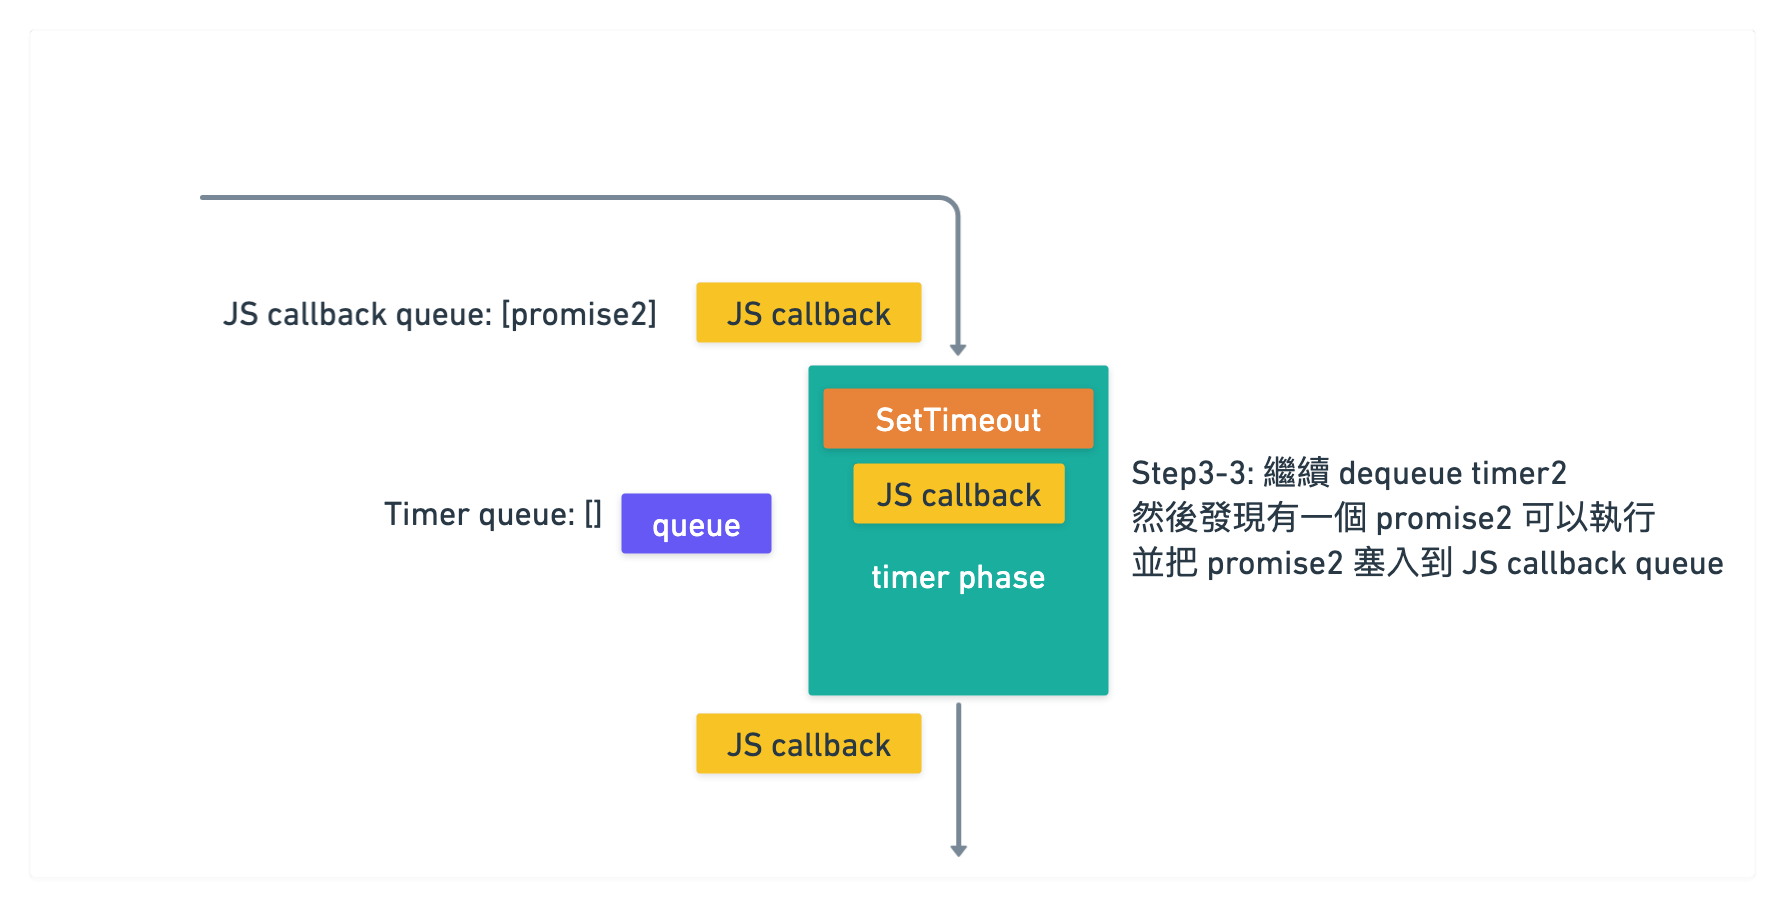 JS callback queue: [promise2]
JS callback
SetTimeout
JS callback
Timer queue: []
queue
timer phase
Step3-3: 繼續 dequeue timer2
然後發現有一個 promise2 可以執行
並把 promise2 塞入到 JS callback queue
JS callback